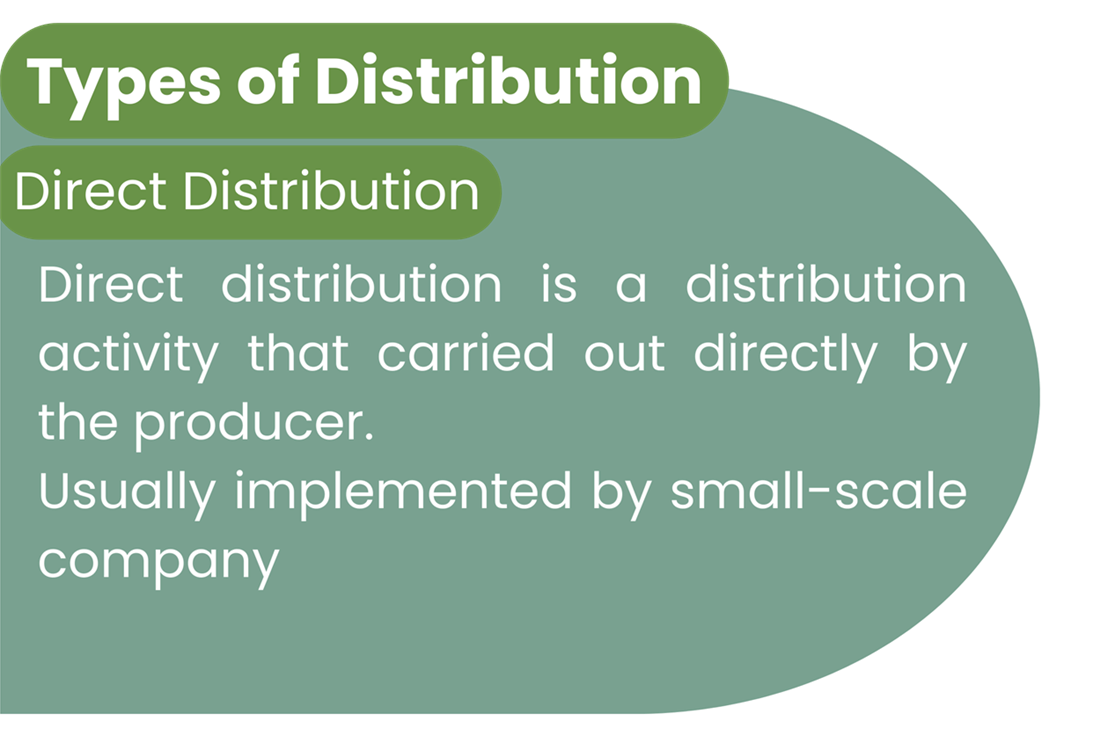 Types of Distribution
Direct Distribution
Direct distribution is a distribution
activity that carried out directly by
the producer.
Usually implemented by small-scale
company